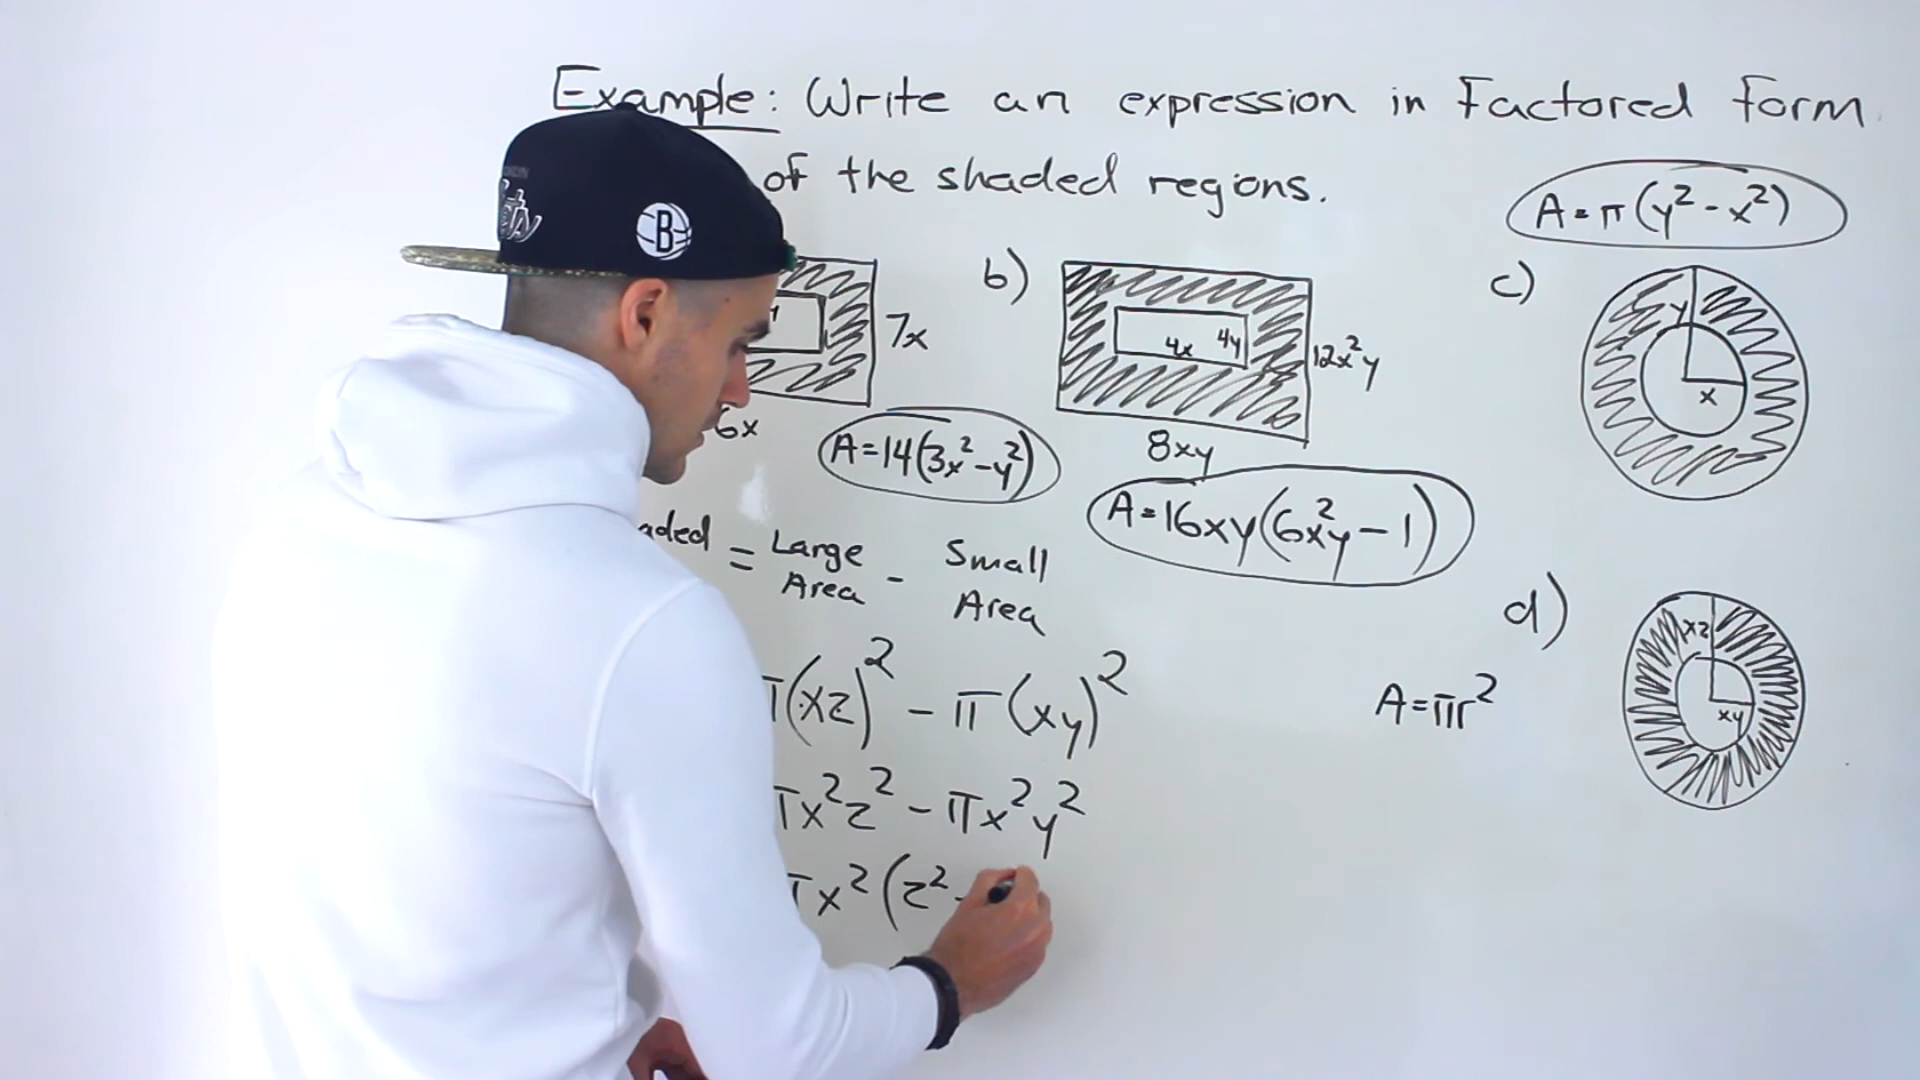 Example: Write an expression in Factored Form
of the shaded regions.
A = π(y² - x²)
7x
6x
A = 14(3x² - y²)
b)
4x 4y
12x²y
8xy
A = 16xy(6x²y - 1)
c)
y
x
= Large Area - Small Area
π(xz)² - π(xy)²
πx²z² - πx²y²
πx²(z² -
d)
xz
xy
A = πr²
B